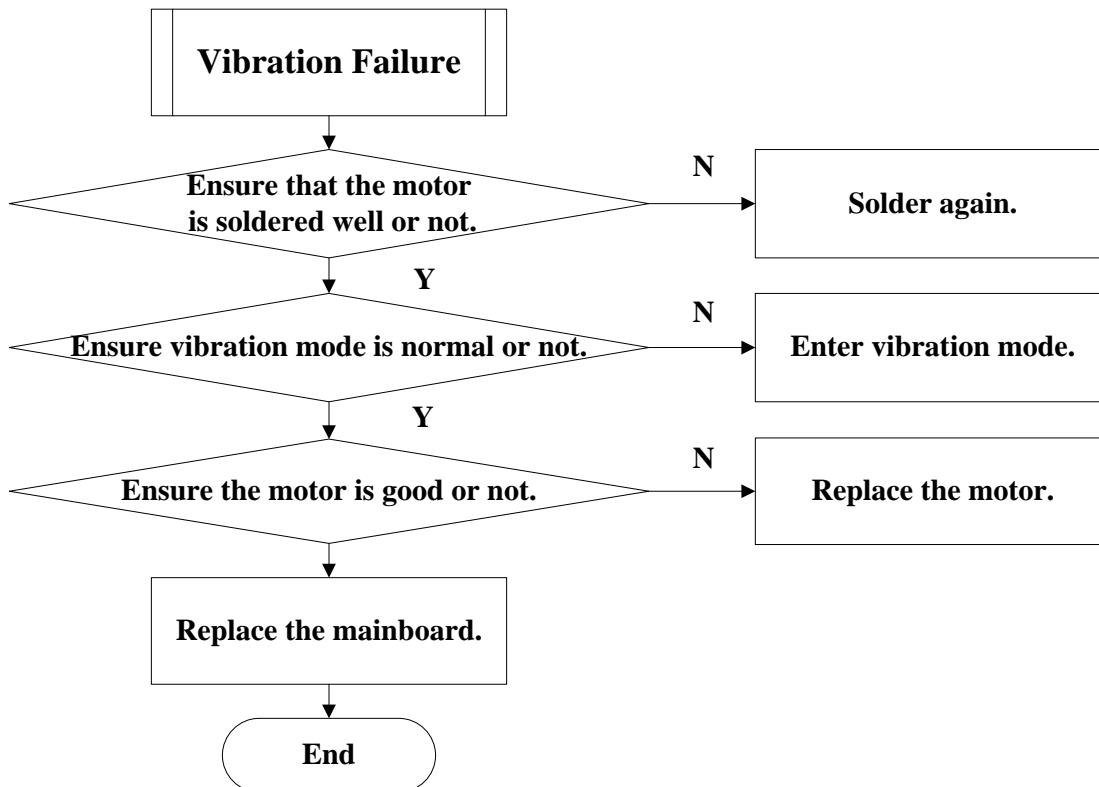 Vibration Failure
Ensure that the motor
is soldered well or not.
N
Solder again.
Y
Ensure vibration mode is normal or not.
N
Enter vibration mode.
Y
Ensure the motor is good or not.
N
Replace the motor.
Replace the mainboard.
End